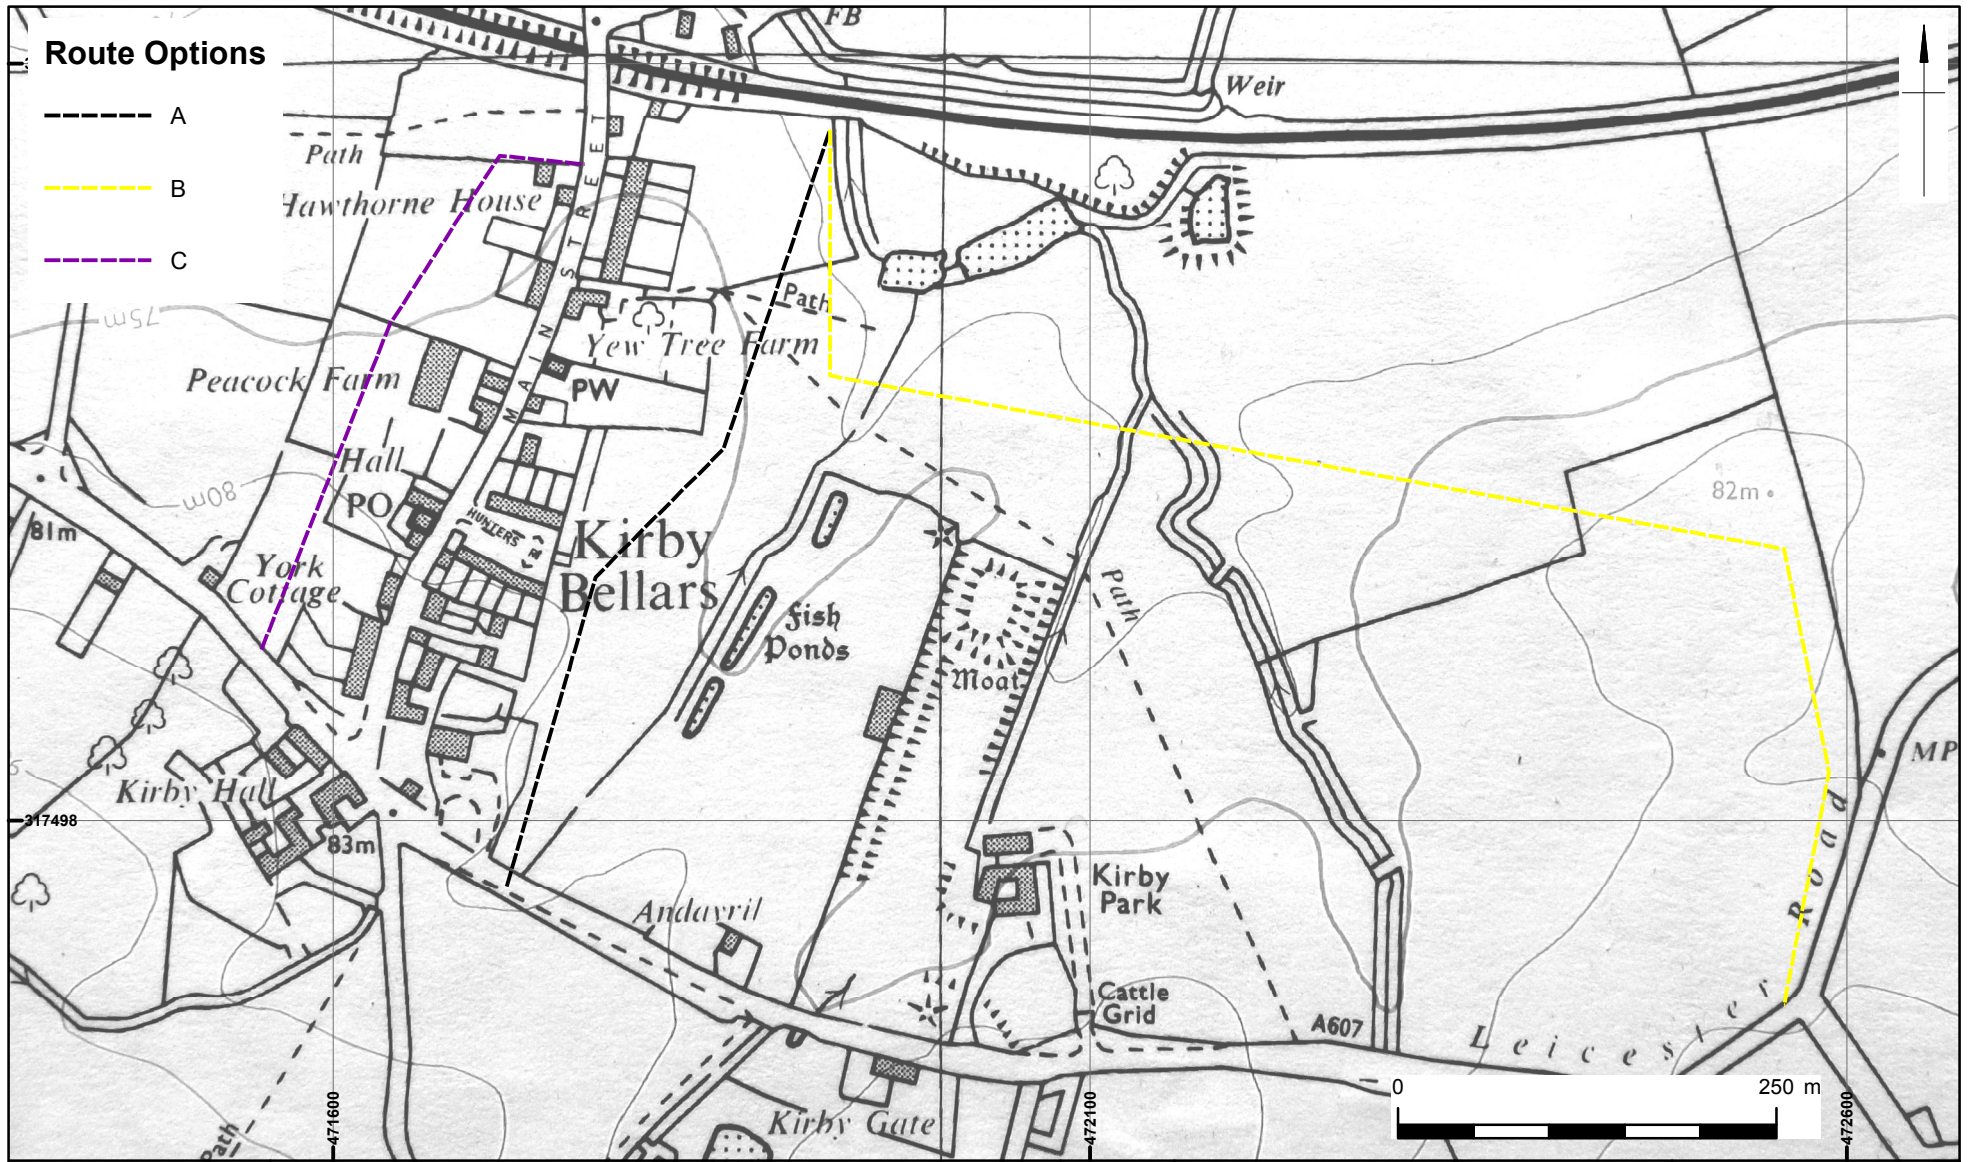 Route Options
A
B
C
FB
Weir
Path
Hawthorne House
MAIN STREET
Path
75m
Yew Tree Farm
Peacock Farm
PW
Hall
80m
PO
HUNTERS
82m
81m
Kirby
Bellars
York
Cottage
Path
Fish
Ponds
Moat
MP
Kirby Hall
317498
83m
Road
Kirby
Park
Andavril
Cattle
Grid
A607
Leicester
0 250 m
Kirby Gate
Path
471600
472100
472600